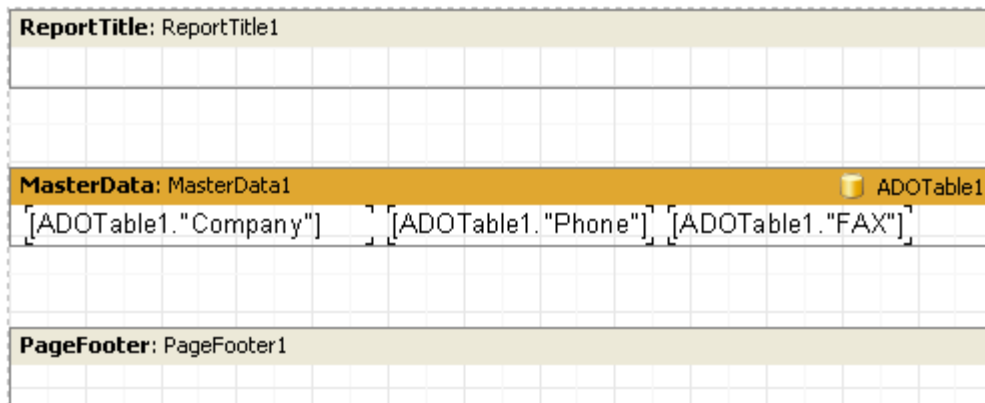 ReportTitle: ReportTitle1
MasterData: MasterData1 ADOTable1
[ADOTable1."Company"] [ADOTable1."Phone"] [ADOTable1."FAX"]
PageFooter: PageFooter1